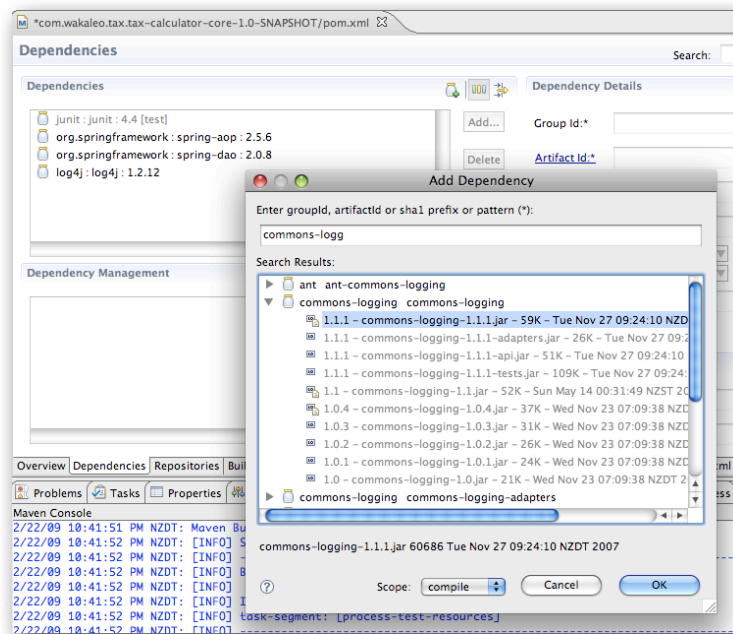 *com.wakaleo.tax.tax-calculator-core-1.0-SNAPSHOT/pom.xml
Dependencies
Search:
Dependencies
Dependency Details
junit : junit : 4.4 [test]
org.springframework : spring-aop : 2.5.6
org.springframework : spring-dao : 2.0.8
log4j : log4j : 1.2.12
Add...
Delete
Group Id:*
Artifact Id:*
Dependency Management
Add Dependency
Enter groupId, artifactId or sha1 prefix or pattern (*):
commons-logg
Search Results:
ant ant-commons-logging
commons-logging commons-logging
1.1.1 - commons-logging-1.1.1.jar - 59K - Tue Nov 27 09:24:10 NZD
1.1.1 - commons-logging-1.1.1-adapters.jar - 26K - Tue Nov 27 09:2
1.1.1 - commons-logging-1.1.1-api.jar - 51K - Tue Nov 27 09:24:10
1.1.1 - commons-logging-1.1.1-tests.jar - 109K - Tue Nov 27 09:24:
1.1 - commons-logging-1.1.jar - 52K - Sun May 14 00:31:49 NZST 20
1.0.4 - commons-logging-1.0.4.jar - 37K - Wed Nov 23 07:09:38 NZD
1.0.3 - commons-logging-1.0.3.jar - 31K - Wed Nov 23 07:09:38 NZD
1.0.2 - commons-logging-1.0.2.jar - 26K - Wed Nov 23 07:09:38 NZD
1.0.1 - commons-logging-1.0.1.jar - 24K - Wed Nov 23 07:09:38 NZD
1.0 - commons-logging-1.0.jar - 21K - Wed Nov 23 07:09:38 NZDT 2
commons-logging commons-logging-adapters
commons-logging-1.1.1.jar 60686 Tue Nov 27 09:24:10 NZDT 2007
Scope: compile
Cancel
OK
Overview Dependencies Repositories Buil
Problems Tasks Properties
Maven Console
2/22/09 10:41:51 PM NZDT: Maven Bu
2/22/09 10:41:52 PM NZDT: [INFO] S
2/22/09 10:41:52 PM NZDT: [INFO] -
2/22/09 10:41:52 PM NZDT: [INFO] B
2/22/09 10:41:52 PM NZDT: [INFO]
2/22/09 10:41:52 PM NZDT: [INFO] I
2/22/09 10:41:52 PM NZDT: [INFO] task-segment: [process-test-resources]
2/22/09 10:41:52 PM NZDT: [INFO] ----------